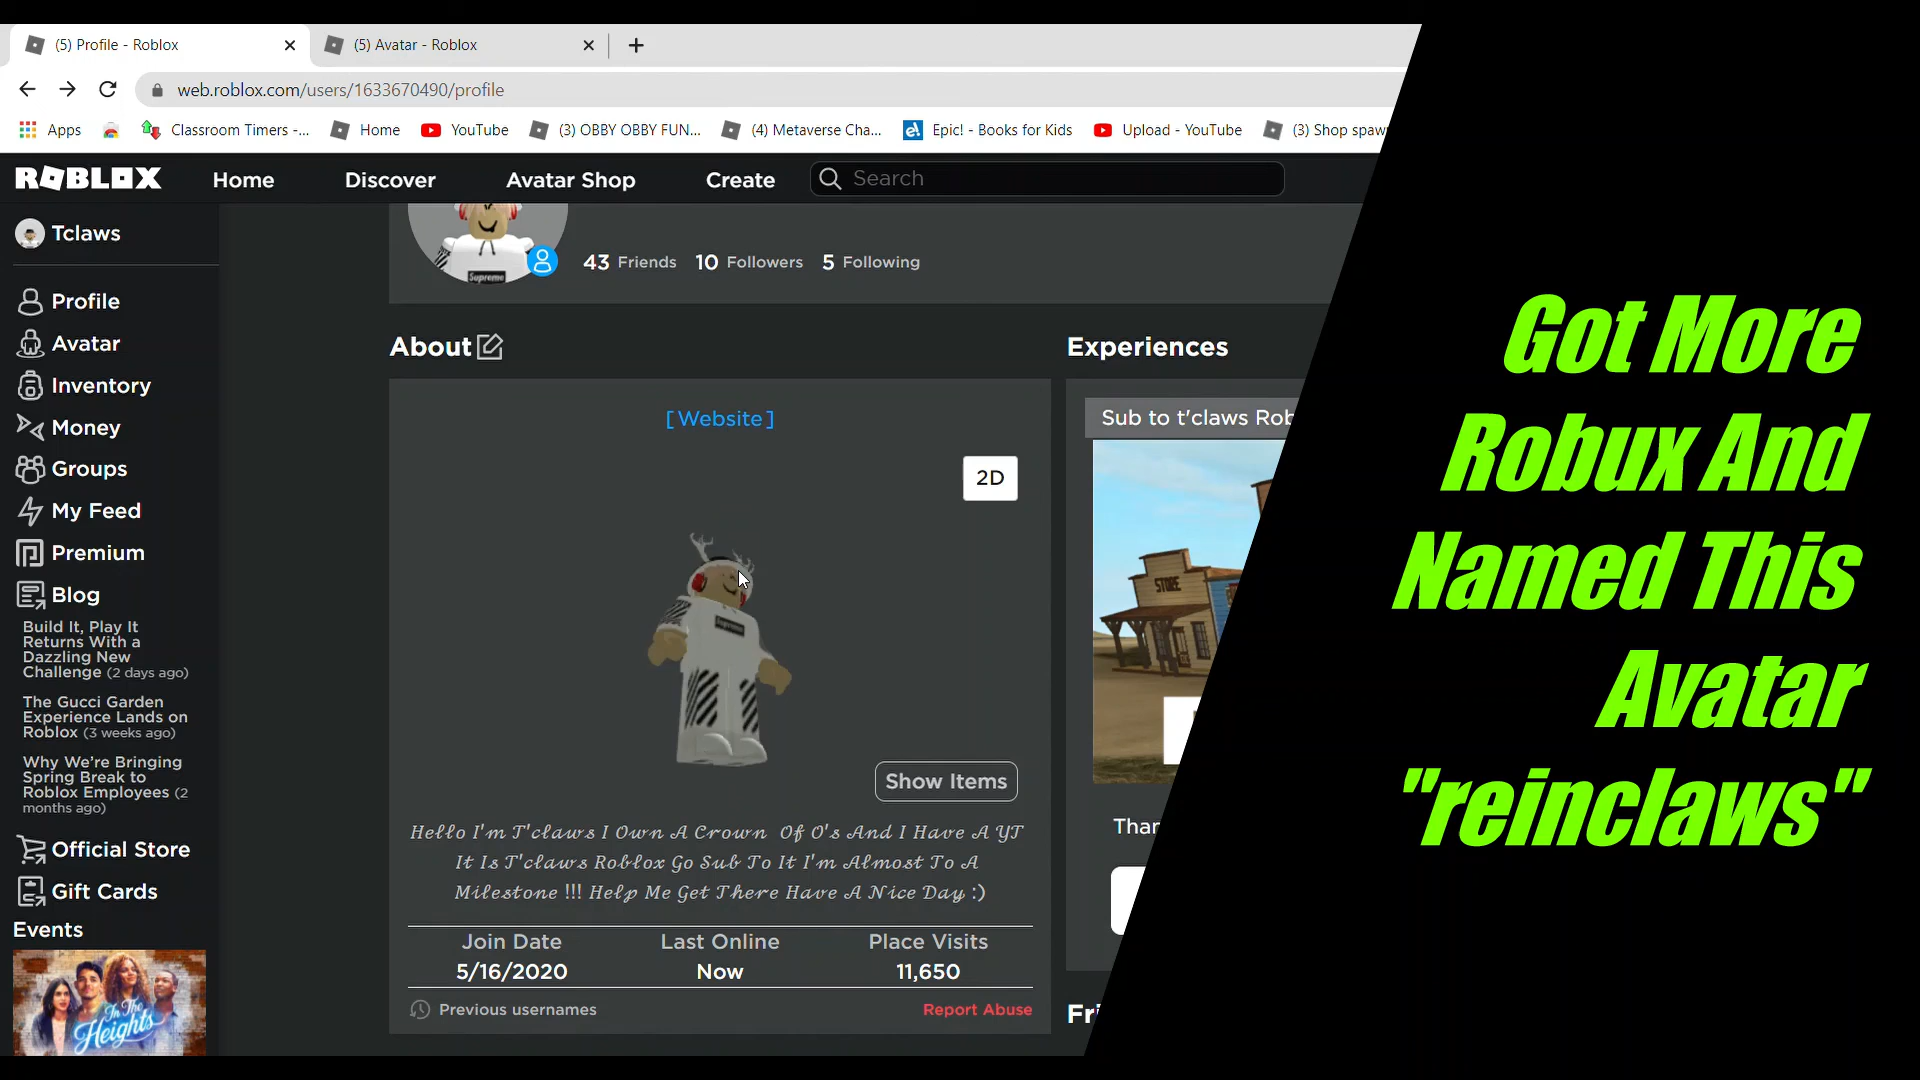 (5) Profile - Roblox
(5) Avatar - Roblox
web.roblox.com/users/1633670490/profile
Apps
Classroom Timers -...
Home
YouTube
(3) OBBY OBBY FUN...
(4) Metaverse Cha...
Epic! - Books for Kids
Upload - YouTube
(3) Shop spaw
ROBLOX
Home
Discover
Avatar Shop
Create
Search
Tclaws
Profile
Avatar
Inventory
Money
Groups
My Feed
Premium
Blog
Build It, Play It
Returns With a
Dazzling New
Challenge (2 days ago)
The Gucci Garden
Experience Lands on
Roblox (3 weeks ago)
Why We're Bringing
Spring Break to
Roblox Employees (2
months ago)
Official Store
Gift Cards
Events
In The
Heights
Supreme
43 Friends
10 Followers
5 Following
About
[Website]
2D
Supreme
Show Items
Hello I'm T'claws I Own A Crown Of O's And I Have A YT
It Is T'claws Roblox Go Sub To It I'm Almost To A
Milestone !!! Help Me Get There Have A Nice Day :)
Join Date
5/16/2020
Last Online
Now
Place Visits
11,650
Previous usernames
Report Abuse
Experiences
Sub to t'claws Rob
STORE
Than
Fri
Got More
Robux And
Named This
Avatar
"reinclaws"